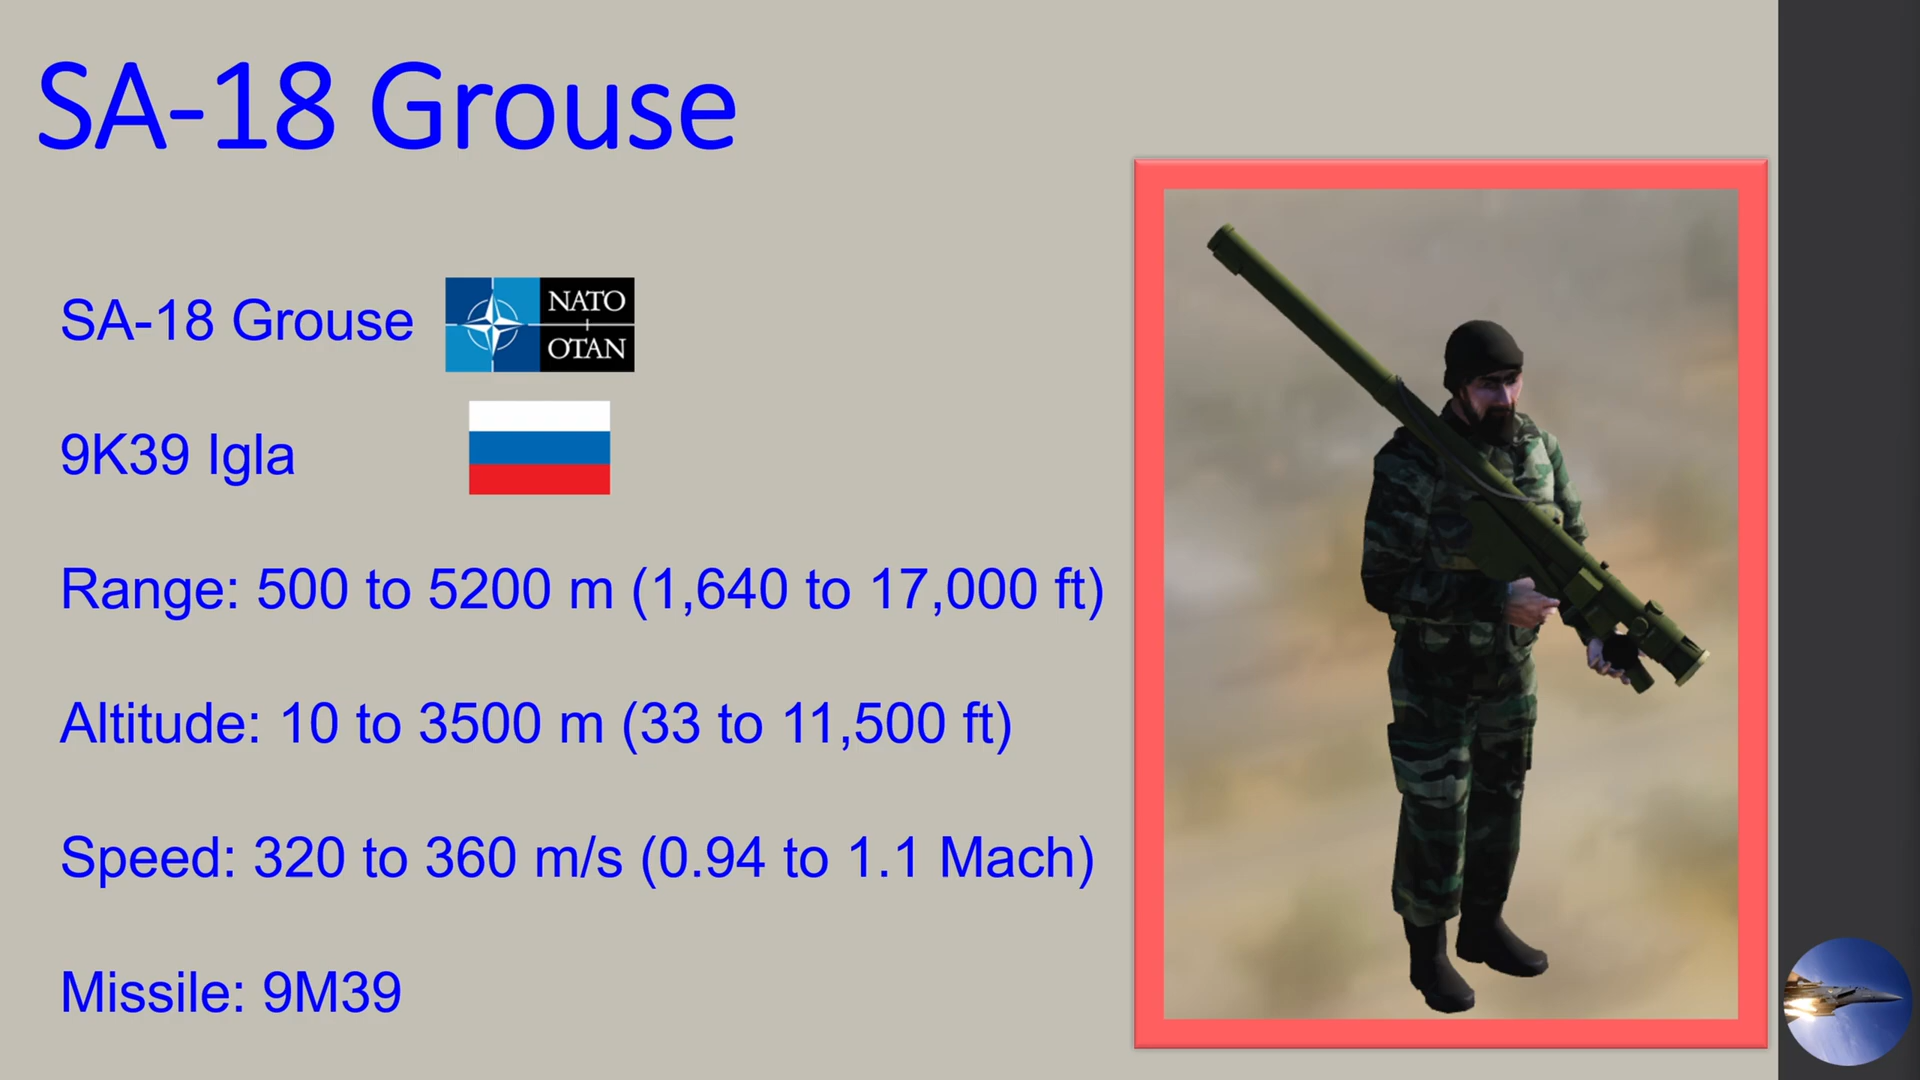 SA-18 Grouse
SA-18 Grouse
NATO
OTAN
9K39 Igla
Range: 500 to 5200 m (1,640 to 17,000 ft)
Altitude: 10 to 3500 m (33 to 11,500 ft)
Speed: 320 to 360 m/s (0.94 to 1.1 Mach)
Missile: 9M39